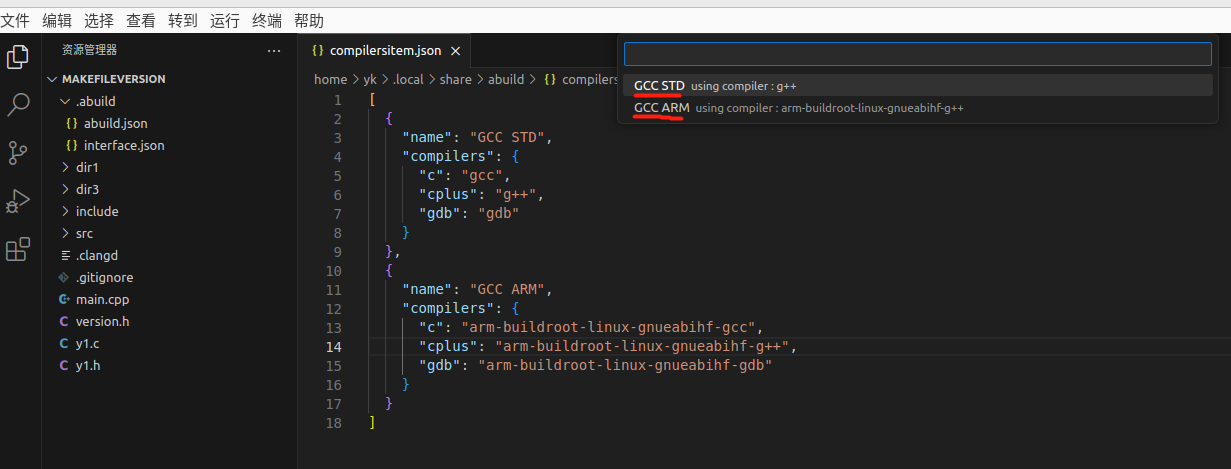 文件 编辑 选择 查看 转到 运行 终端 帮助
资源管理器 ···
MAKEFILEVERSION
.abuild
{} abuild.json
{} interface.json
dir1
dir3
include
src
.clangd
.gitignore
main.cpp
version.h
y1.c
y1.h
{} compilersitem.json ×
home > yk > .local > share > abuild > {} compilers
1 [
2 {
3 "name": "GCC STD",
4 "compilers": {
5 "c": "gcc",
6 "cplus": "g++",
7 "gdb": "gdb"
8 }
9 },
10 {
11 "name": "GCC ARM",
12 "compilers": {
13 "c": "arm-buildroot-linux-gnueabihf-gcc",
14 "cplus": "arm-buildroot-linux-gnueabihf-g++",
15 "gdb": "arm-buildroot-linux-gnueabihf-gdb"
16 }
17 }
18 ]
GCC STD using compiler : g++
GCC ARM using compiler : arm-buildroot-linux-gnueabihf-g++